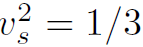 $v_s^2 = 1/3$